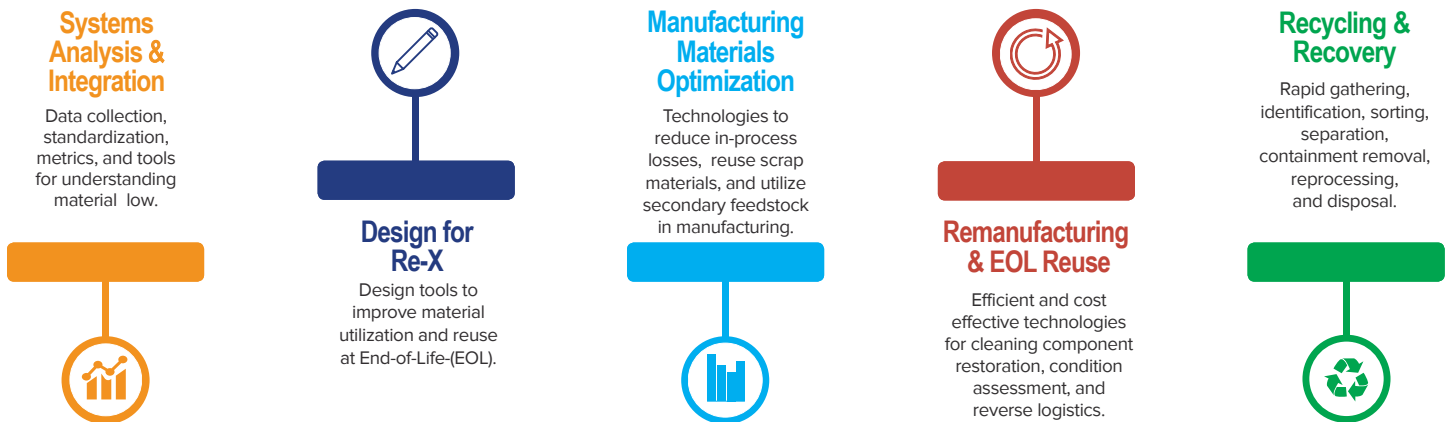 Systems
Analysis &
Integration
Data collection,
standardization,
metrics, and tools
for understanding
material  low.
Design for
Re-X
Design tools to
improve material
utilization and reuse
at End-of-Life-(EOL).
Manufacturing
Materials
Optimization
Technologies to
reduce in-process
losses,  reuse scrap
materials, and utilize
secondary feedstock
in manufacturing.
Remanufacturing
& EOL Reuse
Efficient and cost
effective technologies
for cleaning component
restoration, condition
assessment, and
reverse logistics.
Recycling &
Recovery
Rapid gathering,
identification, sorting,
separation,
containment removal,
reprocessing,
and disposal.